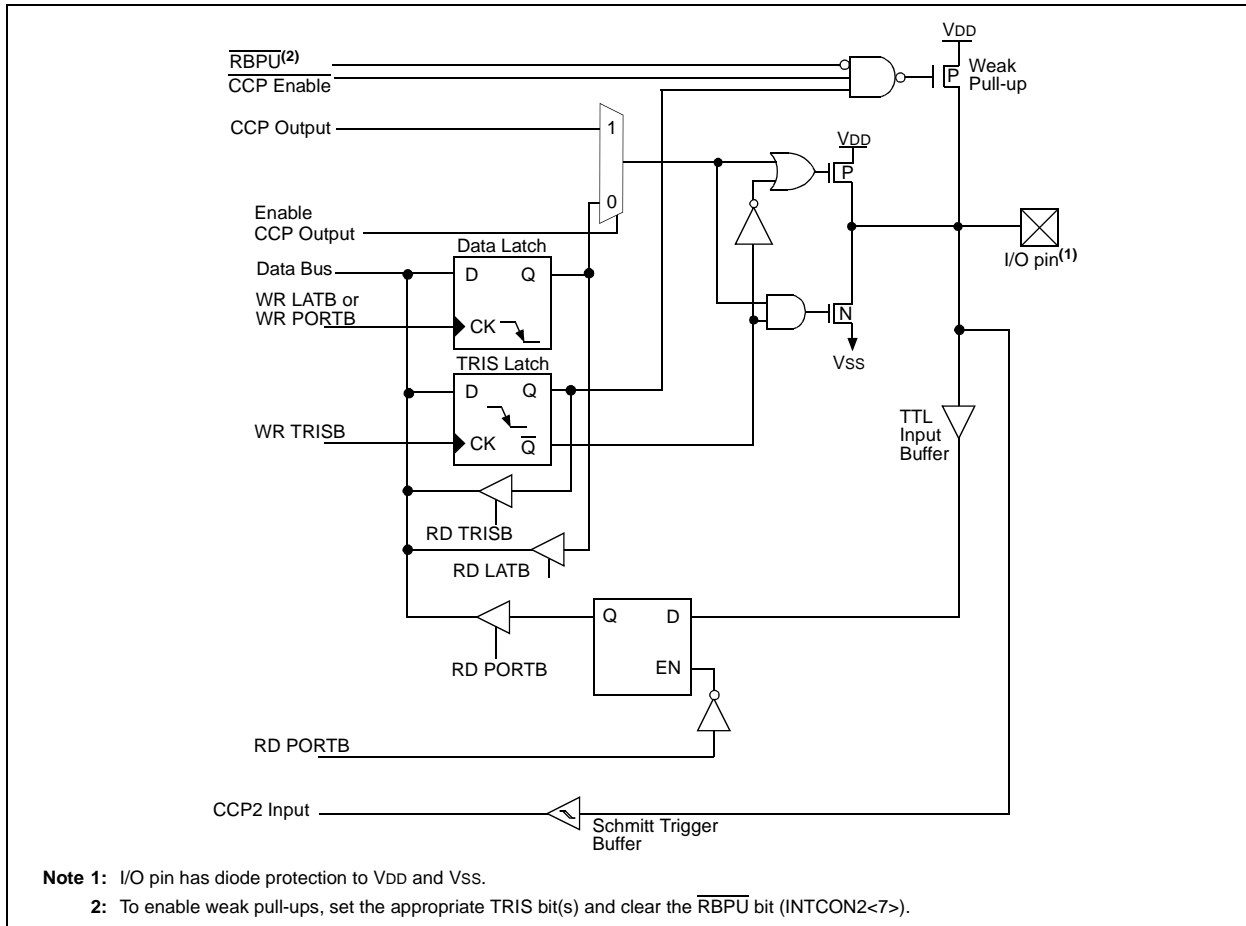 VDD
RBPU(2)
CCP Enable
P
Weak
Pull-up
CCP Output
1
VDD
P
0
Enable
CCP Output
I/O pin(1)
Data Latch
Data Bus
D
Q
WR LATB or
WR PORTB
CK
N
VSS
TRIS Latch
D
Q
WR TRISB
CK
Q
TTL
Input
Buffer
RD TRISB
RD LATB
Q
D
RD PORTB
EN
RD PORTB
CCP2 Input
Schmitt Trigger
Buffer
Note 1: I/O pin has diode protection to VDD and VSS.
2: To enable weak pull-ups, set the appropriate TRIS bit(s) and clear the RBPU bit (INTCON2<7>).